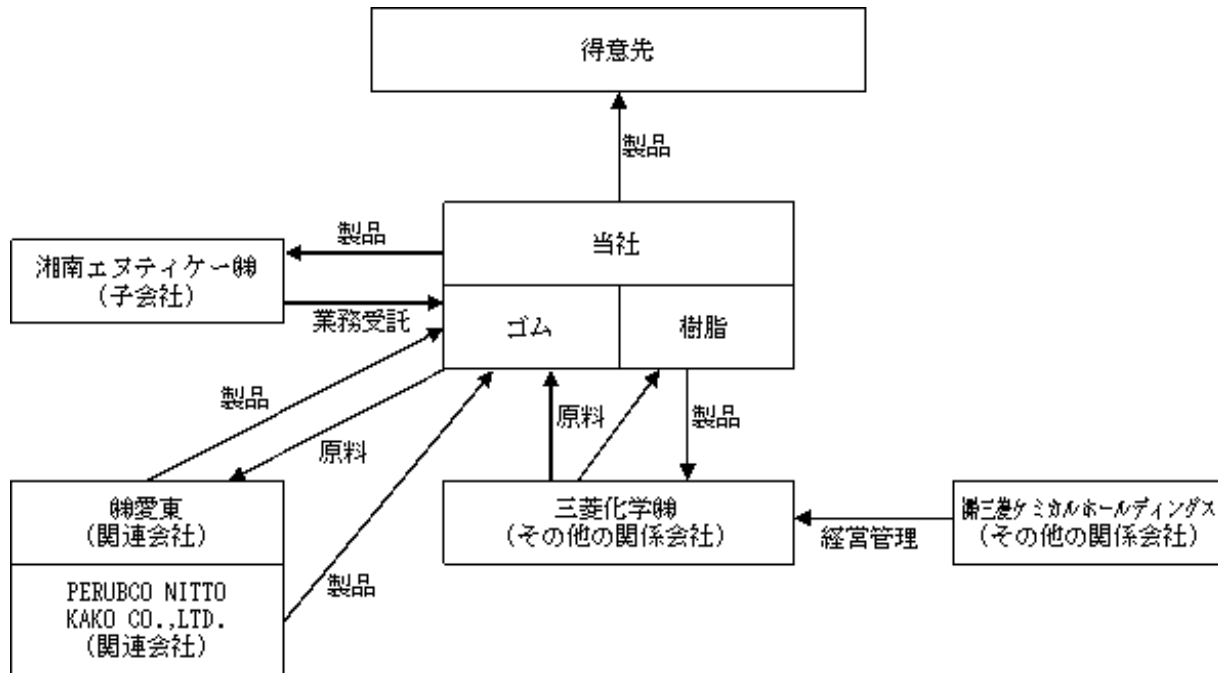 得意先
製品
当社
製品
湘南エヌティケー㈱
(子会社)
業務受託
ゴム
樹脂
製品
原料
原料
製品
㈱愛東
(関連会社)
三菱化学㈱
(その他の関係会社)
㈱三菱ケミカルホールディングス
(その他の関係会社)
経営管理
製品
PERUBCO NITTO
KAKO CO.,LTD.
(関連会社)